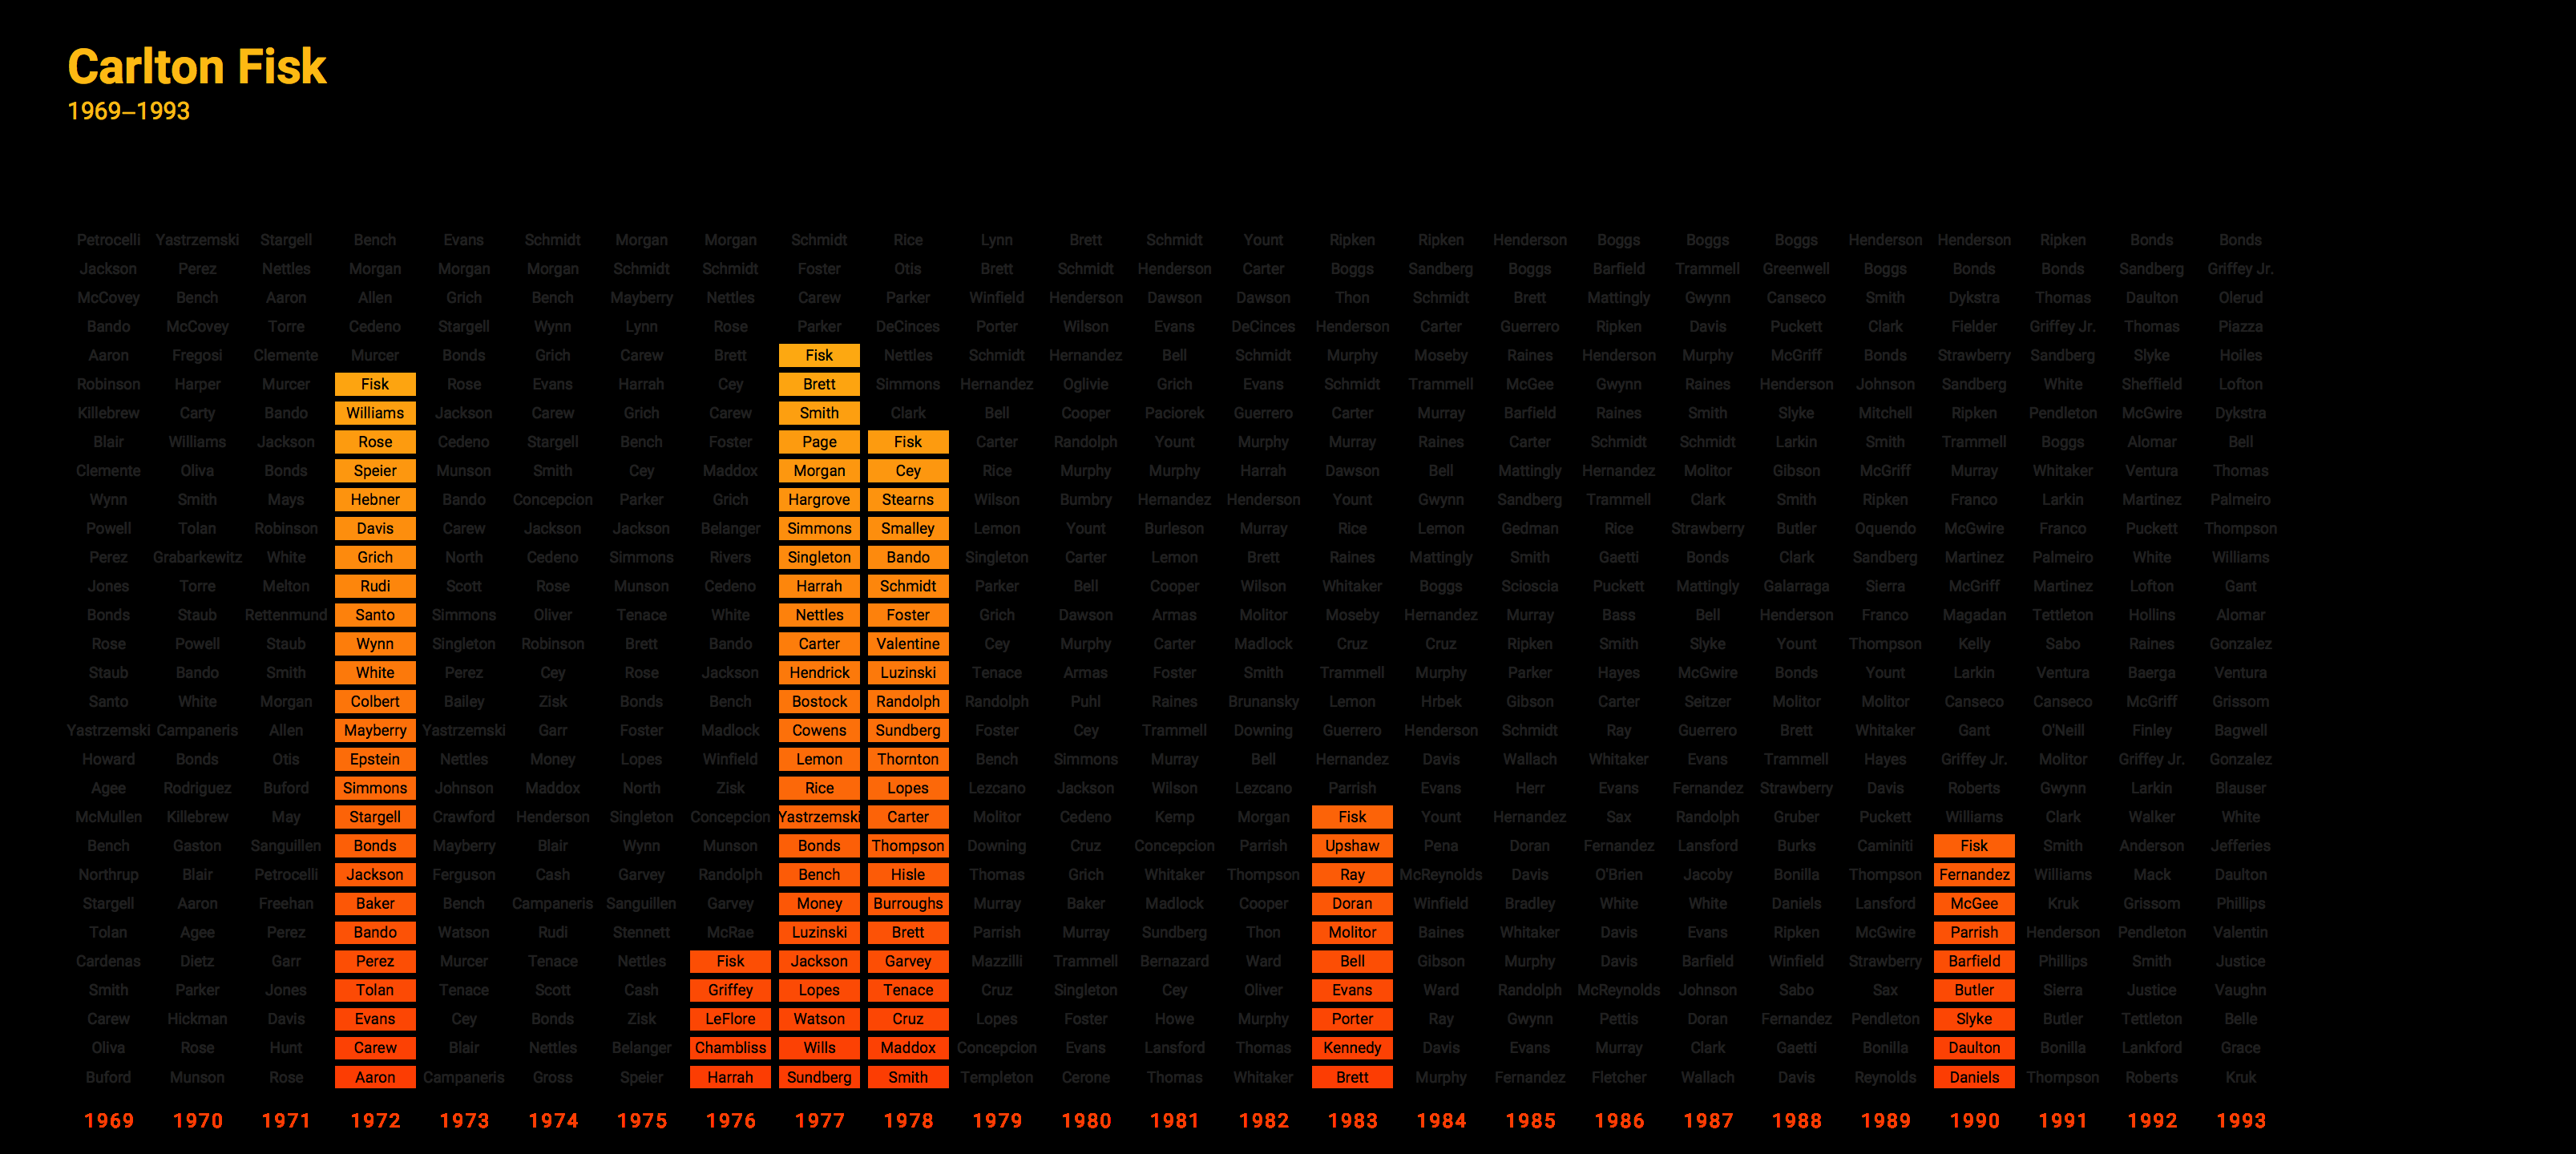 Carlton Fisk
1969–1993
Petrocelli Yastrzemski Stargell Bench Evans Schmidt Morgan Morgan Schmidt Rice Lynn Brett Schmidt Yount Ripken Ripken Henderson Boggs Boggs Boggs Henderson Henderson Ripken Bonds Bonds
Jackson Perez Nettles Morgan Morgan Morgan Schmidt Schmidt Foster Otis Brett Schmidt Henderson Carter Boggs Sandberg Boggs Barfield Trammell Greenwell Boggs Bonds Bonds Sandberg Griffey Jr.
McCovey Bench Aaron Allen Grich Bench Mayberry Nettles Carew Parker Winfield Henderson Dawson Dawson Thon Schmidt Brett Mattingly Gwynn Canseco Smith Dykstra Thomas Daulton Olerud
Bando McCovey Torre Cedeno Stargell Wynn Lynn Rose Parker DeCinces Porter Wilson Evans DeCinces Henderson Carter Guerrero Ripken Davis Puckett Clark Fielder Griffey Jr. Thomas Piazza
Aaron Fregosi Clemente Murcer Bonds Grich Carew Brett Fisk Nettles Schmidt Hernandez Bell Schmidt Murphy Moseby Raines Henderson Murphy McGriff Bonds Strawberry Sandberg Slyke Hoiles
Robinson Harper Murcer Fisk Rose Evans Harrah Cey Brett Simmons Hernandez Oglivie Grich Evans Schmidt Trammell McGee Gwynn Raines Henderson Johnson Sandberg White Sheffield Lofton
Killebrew Carty Bando Williams Jackson Carew Grich Carew Smith Clark Bell Cooper Paciorek Guerrero Carter Murray Barfield Raines Smith Slyke Mitchell Ripken Pendleton McGwire Dykstra
Blair Williams Jackson Rose Cedeno Stargell Bench Foster Page Fisk Carter Randolph Yount Murphy Murray Raines Carter Schmidt Schmidt Larkin Smith Trammell Boggs Alomar Bell
Clemente Oliva Bonds Speier Munson Smith Cey Maddox Morgan Cey Rice Murphy Murphy Harrah Dawson Bell Mattingly Hernandez Molitor Gibson McGriff Murray Whitaker Ventura Thomas
Wynn Smith Mays Hebner Bando Concepcion Parker Grich Hargrove Stearns Wilson Bumbry Hernandez Henderson Yount Gwynn Sandberg Trammell Clark Smith Ripken Franco Larkin Martinez Palmeiro
Powell Tolan Robinson Davis Carew Jackson Jackson Belanger Simmons Smalley Lemon Yount Burleson Murray Rice Lemon Gedman Rice Strawberry Butler Oquendo McGwire Franco Puckett Thompson
Perez Grabarkewitz White Grich North Cedeno Simmons Rivers Singleton Bando Singleton Carter Lemon Brett Raines Mattingly Smith Gaetti Bonds Clark Sandberg Martinez Palmeiro White Williams
Jones Torre Melton Rudi Scott Rose Munson Cedeno Harrah Schmidt Parker Bell Cooper Wilson Whitaker Boggs Scioscia Puckett Mattingly Galarraga Sierra McGriff Martinez Lofton Gant
Bonds Staub Rettenmund Santo Simmons Oliver Tenace White Nettles Foster Grich Dawson Armas Molitor Moseby Hernandez Murray Bass Bell Henderson Franco Magadan Tettleton Hollins Alomar
Rose Powell Staub Wynn Singleton Robinson Brett Bando Carter Valentine Cey Murphy Carter Madlock Cruz Cruz Ripken Smith Slyke Yount Thompson Kelly Sabo Raines Gonzalez
Staub Bando Smith White Perez Cey Rose Jackson Hendrick Luzinski Tenace Armas Foster Smith Trammell Murphy Parker Hayes McGwire Bonds Yount Larkin Ventura Baerga Ventura
Santo White Morgan Colbert Bailey Zisk Bonds Bench Bostock Randolph Randolph Puhl Raines Brunansky Lemon Hrbek Gibson Carter Seitzer Molitor Molitor Canseco Canseco McGriff Grissom
Yastrzemski Campaneris Allen Mayberry Yastrzemski Garr Foster Madlock Cowens Sundberg Foster Cey Trammell Downing Guerrero Henderson Schmidt Ray Guerrero Brett Whitaker Gant O'Neill Finley Bagwell
Howard Bonds Otis Epstein Nettles Money Lopes Winfield Lemon Thornton Bench Simmons Murray Bell Hernandez Davis Wallach Whitaker Evans Trammell Hayes Griffey Jr. Molitor Griffey Jr. Gonzalez
Agee Rodriguez Buford Simmons Johnson Maddox North Zisk Rice Lopes Lezcano Jackson Wilson Lezcano Parrish Evans Herr Evans Fernandez Strawberry Davis Roberts Gwynn Larkin Blauser
McMullen Killebrew May Stargell Crawford Henderson Singleton Concepcion Yastrzemski Carter Molitor Cedeno Kemp Morgan Fisk Yount Hernandez Sax Randolph Gruber Puckett Williams Clark Walker White
Bench Gaston Sanguillen Bonds Mayberry Blair Wynn Munson Bonds Thompson Downing Cruz Concepcion Parrish Upshaw Pena Doran Fernandez Lansford Burks Caminiti Fisk Smith Anderson Jefferies
Northrup Blair Petrocelli Jackson Ferguson Cash Garvey Randolph Bench Hisle Thomas Grich Whitaker Thompson Ray McReynolds Davis O'Brien Jacoby Bonilla Thompson Fernandez Williams Mack Daulton
Stargell Aaron Freehan Baker Bench Campaneris Sanguillen Garvey Money Burroughs Murray Baker Madlock Cooper Doran Winfield Bradley White White Daniels Lansford McGee Kruk Grissom Phillips
Tolan Agee Perez Bando Watson Rudi Stennett McRae Luzinski Brett Parrish Murray Sundberg Thon Molitor Baines Whitaker Davis Evans Ripken McGwire Parrish Henderson Pendleton Valentin
Cardenas Dietz Garr Perez Murcer Tenace Nettles Fisk Jackson Garvey Mazzilli Trammell Bernazard Ward Bell Gibson Murphy Davis Barfield Winfield Strawberry Barfield Phillips Smith Justice
Smith Parker Jones Tolan Tenace Scott Cash Griffey Lopes Tenace Cruz Singleton Cey Oliver Evans Ward Randolph McReynolds Johnson Sabo Sax Butler Sierra Justice Vaughn
Carew Hickman Davis Evans Cey Bonds Zisk LeFlore Watson Cruz Lopes Foster Howe Murphy Porter Ray Gwynn Pettis Doran Fernandez Pendleton Slyke Butler Tettleton Belle
Oliva Rose Hunt Carew Blair Nettles Belanger Chambliss Wills Maddox Concepcion Evans Lansford Thomas Kennedy Davis Evans Murray Clark Gaetti Bonilla Daulton Bonilla Lankford Grace
Buford Munson Rose Aaron Campaneris Gross Speier Harrah Sundberg Smith Templeton Cerone Thomas Whitaker Brett Murphy Fernandez Fletcher Wallach Davis Reynolds Daniels Thompson Roberts Kruk
1969 1970 1971 1972 1973 1974 1975 1976 1977 1978 1979 1980 1981 1982 1983 1984 1985 1986 1987 1988 1989 1990 1991 1992 1993